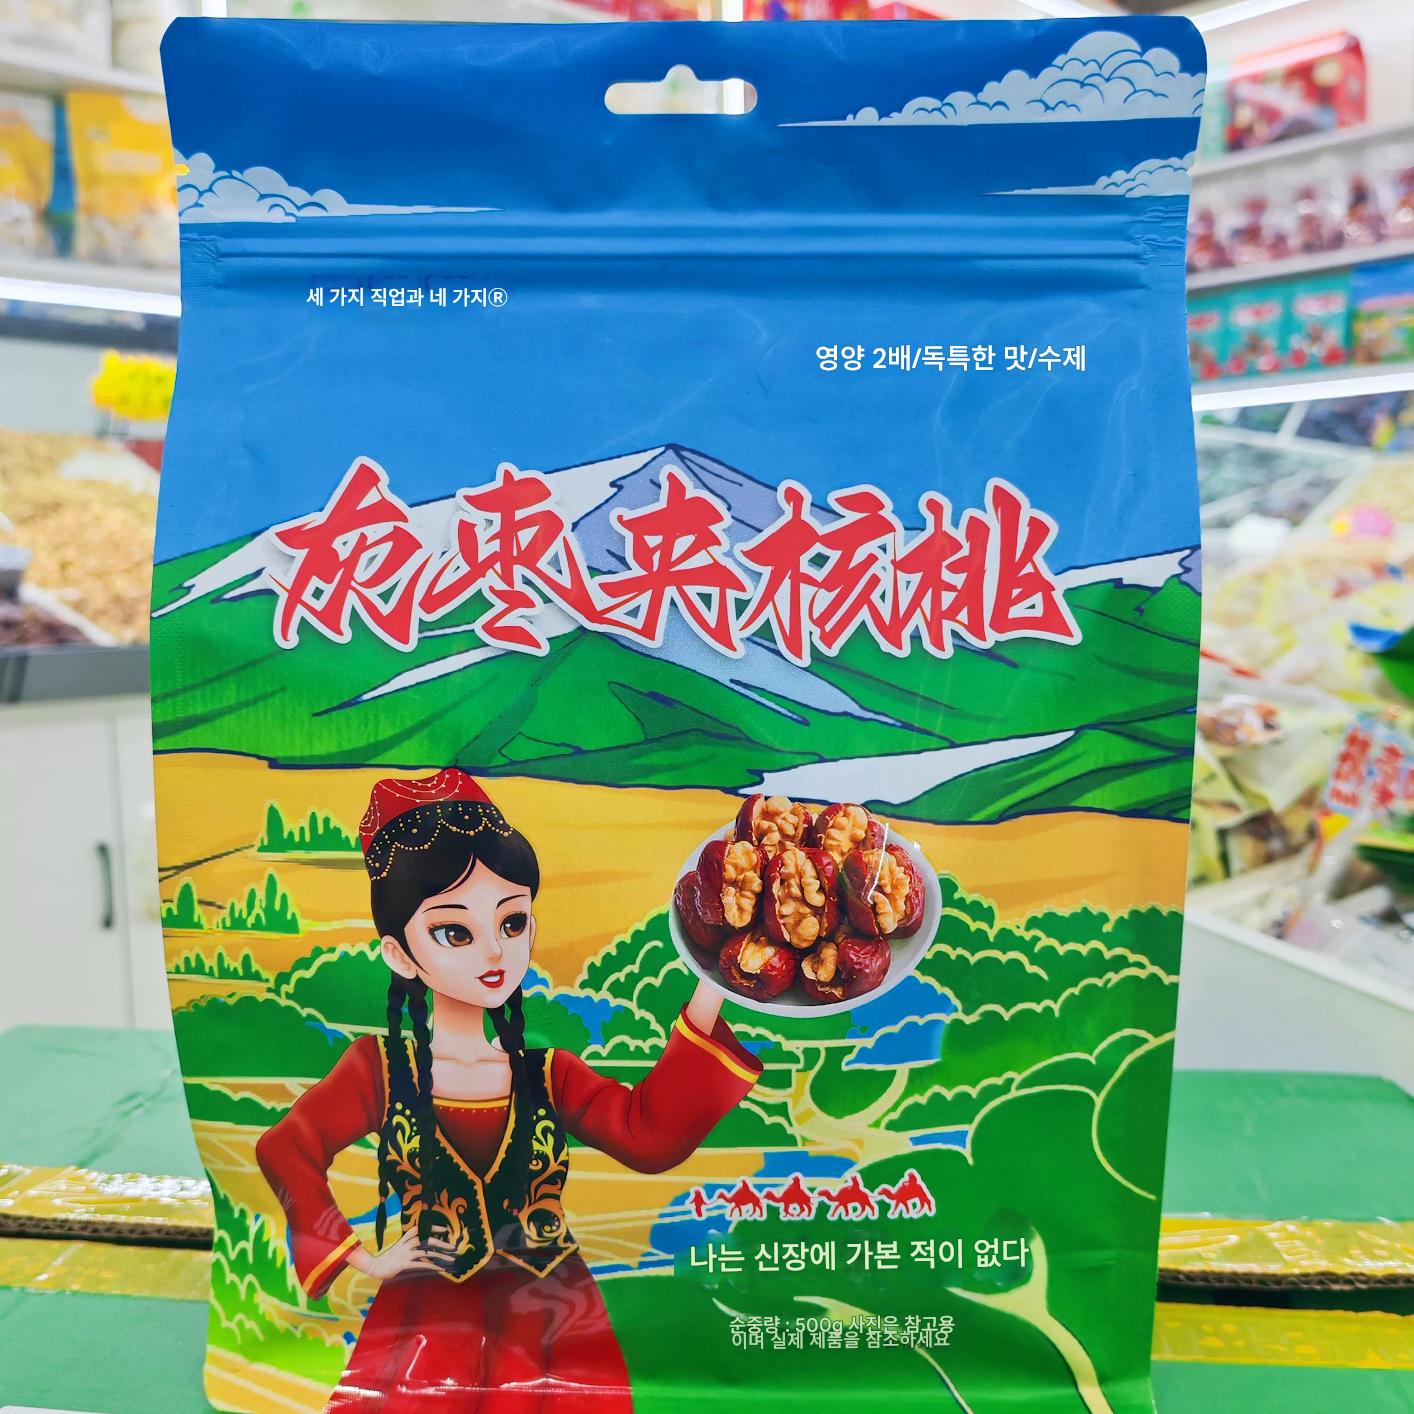 세 가지 직업과 네 가지®
영양 2배/독특한 맛/수제
灰枣夹核桃
나는 신장에 가본 적이 없다
순중량 : 500g 사진은 참고용
이며 실제 제품을 참조하세요